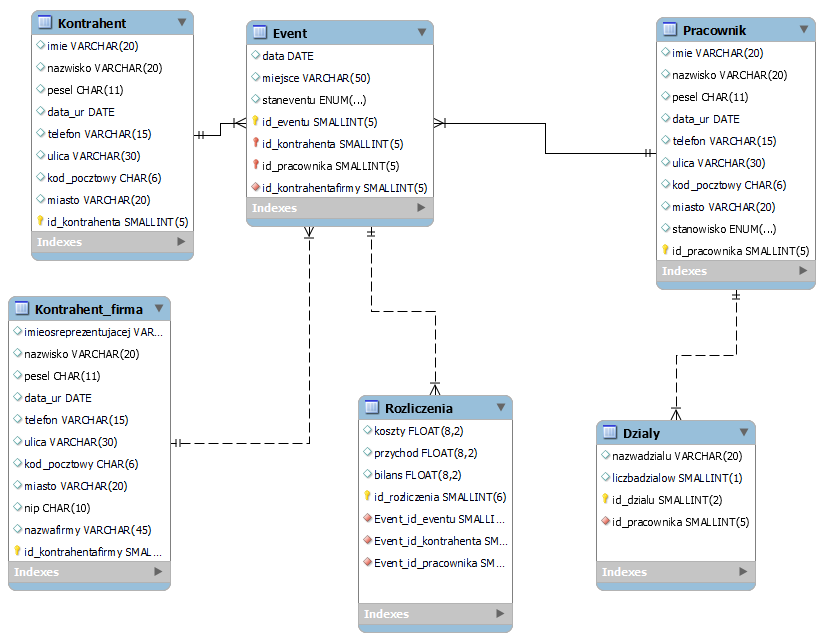 Kontrahent
imie VARCHAR(20)
nazwisko VARCHAR(20)
pesel CHAR(11)
data_ur DATE
telefon VARCHAR(15)
ulica VARCHAR(30)
kod_pocztowy CHAR(6)
miasto VARCHAR(20)
id_kontrahenta SMALLINT(5)
Indexes
Event
data DATE
miejsce VARCHAR(50)
staneventu ENUM(...)
id_eventu SMALLINT(5)
id_kontrahenta SMALLINT(5)
id_pracownika SMALLINT(5)
id_kontrahentafirmy SMALLINT(5)
Indexes
Pracownik
imie VARCHAR(20)
nazwisko VARCHAR(20)
pesel CHAR(11)
data_ur DATE
telefon VARCHAR(15)
ulica VARCHAR(30)
kod_pocztowy CHAR(6)
miasto VARCHAR(20)
stanowisko ENUM(...)
id_pracownika SMALLINT(5)
Indexes
Kontrahent_firma
imieosreprezentujacej VAR...
nazwisko VARCHAR(20)
pesel CHAR(11)
data_ur DATE
telefon VARCHAR(15)
ulica VARCHAR(30)
kod_pocztowy CHAR(6)
miasto VARCHAR(20)
nip CHAR(10)
nazwafirmy VARCHAR(45)
id_kontrahentafirmy SMAL...
Indexes
Rozliczenia
koszty FLOAT(8,2)
przychod FLOAT(8,2)
bilans FLOAT(8,2)
id_rozliczenia SMALLINT(6)
Event_id_eventu SMALLI...
Event_id_kontrahenta SM...
Event_id_pracownika SM...
Indexes
Dzialy
nazwadzialu VARCHAR(20)
liczbadzialow SMALLINT(1)
id_dzialu SMALLINT(2)
id_pracownika SMALLINT(5)
Indexes